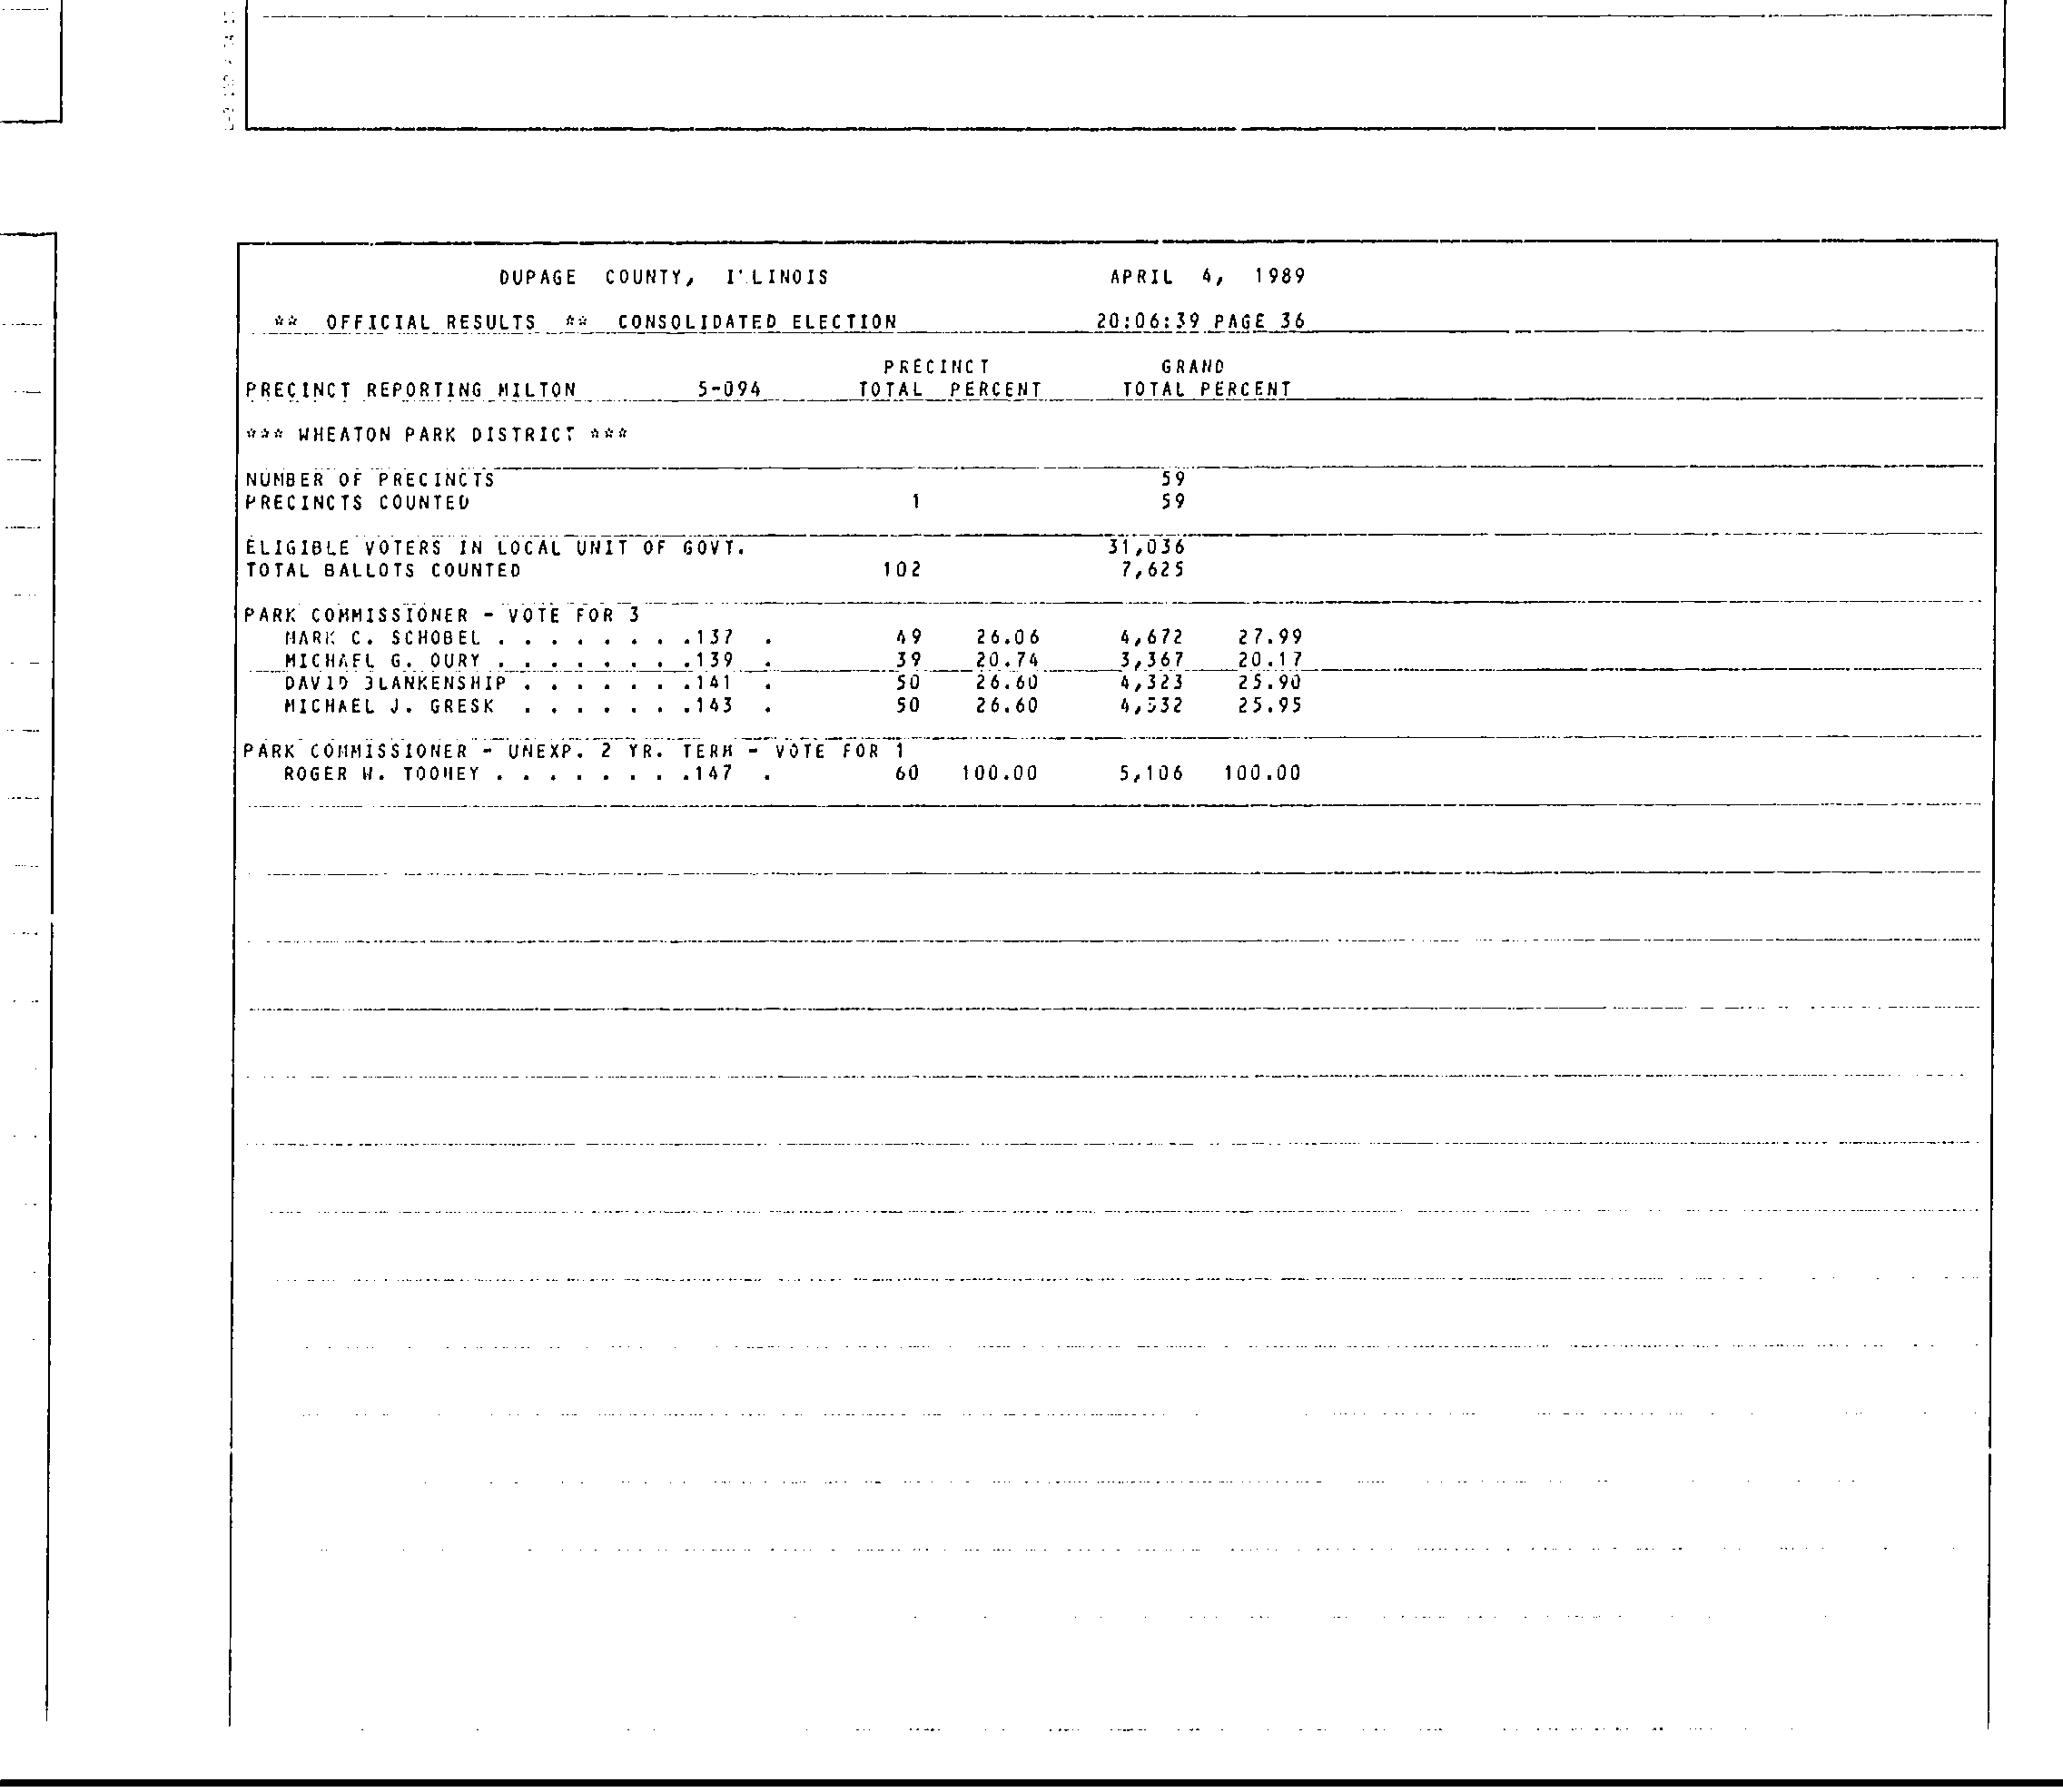 DUPAGE COUNTY, ILLINOIS APRIL 4, 1989
** OFFICIAL RESULTS ** CONSOLIDATED ELECTION 20:06:39 PAGE 36
PRECINCT GRAND
PRECINCT REPORTING MILTON 5-094 TOTAL PERCENT TOTAL PERCENT
*** WHEATON PARK DISTRICT ***
NUMBER OF PRECINCTS 59
PRECINCTS COUNTED 1 59
ELIGIBLE VOTERS IN LOCAL UNIT OF GOVT. 31,036
TOTAL BALLOTS COUNTED 102 7,625
PARK COMMISSIONER - VOTE FOR 3
MARK C. SCHOBEL . . . . . . . .137 . 49 26.06 4,672 27.99
MICHAEL G. OURY . . . . . . . .139 . 39 20.74 3,367 20.17
DAVID BLANKENSHIP . . . . . . .141 . 50 26.60 4,323 25.90
MICHAEL J. GRESK . . . . . . .143 . 50 26.60 4,332 25.95
PARK COMMISSIONER - UNEXP. 2 YR. TERM - VOTE FOR 1
ROGER W. TOOHEY . . . . . . . .147 . 60 100.00 5,106 100.00